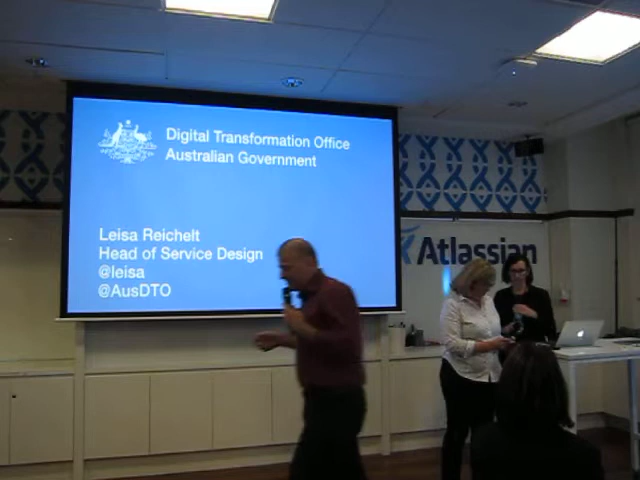 Digital Transformation Office
Australian Government
Leisa Reichelt
Head of Service Design
@leisa
@AusDTO
Atlassian